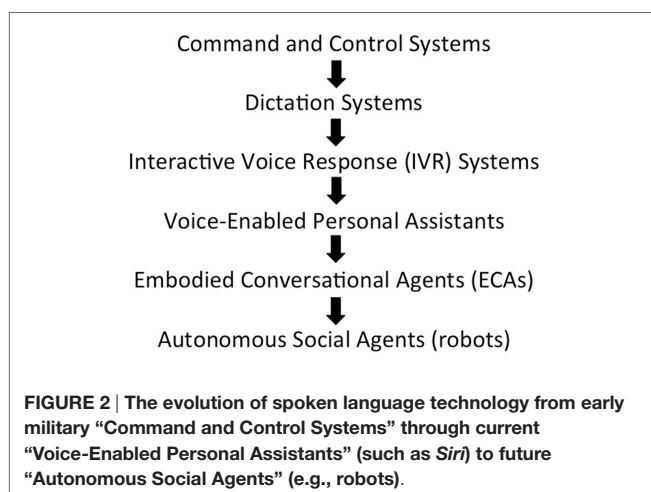 Command and Control Systems
Dictation Systems
Interactive Voice Response (IVR) Systems
Voice-Enabled Personal Assistants
Embodied Conversational Agents (ECAs)
Autonomous Social Agents (robots)
FIGURE 2 | The evolution of spoken language technology from early
military “Command and Control Systems” through current
“Voice-Enabled Personal Assistants” (such as Siri) to future
“Autonomous Social Agents” (e.g., robots).